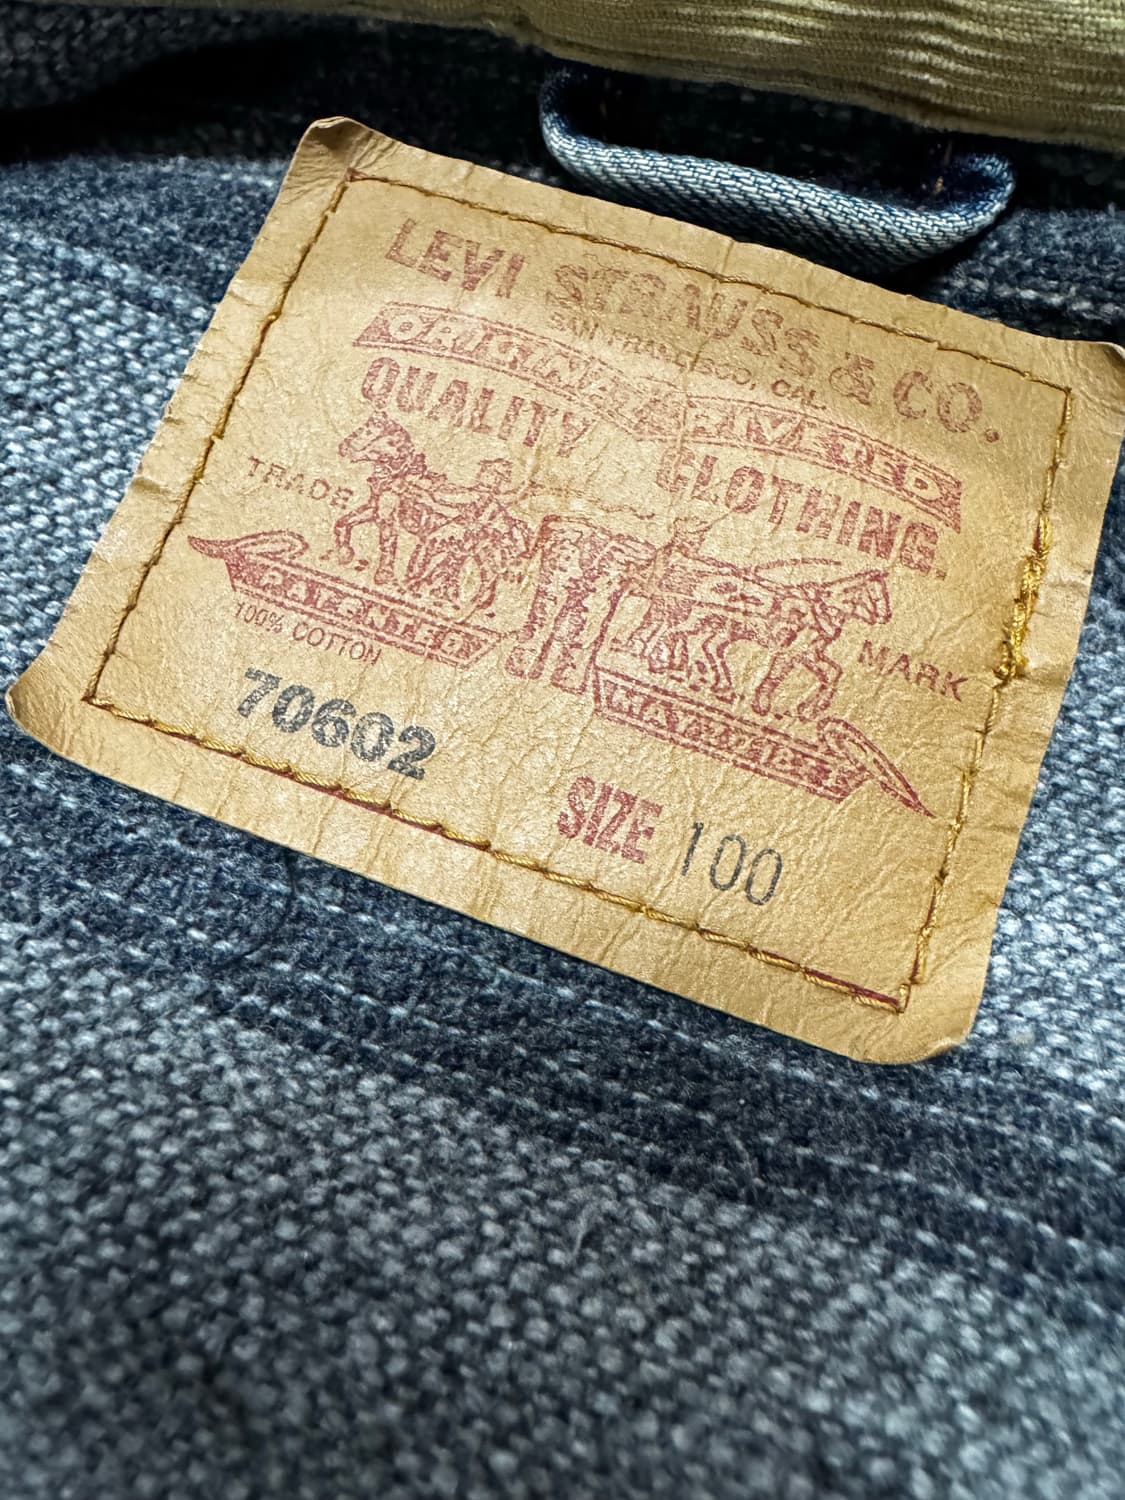 LEVI STRAUSS & CO.
SAN FRANCISCO, CAL.
ORIGINAL RIVETED
QUALITY CLOTHING.
TRADE MARK
PATENTED
100% COTTON
70602
SIZE 100